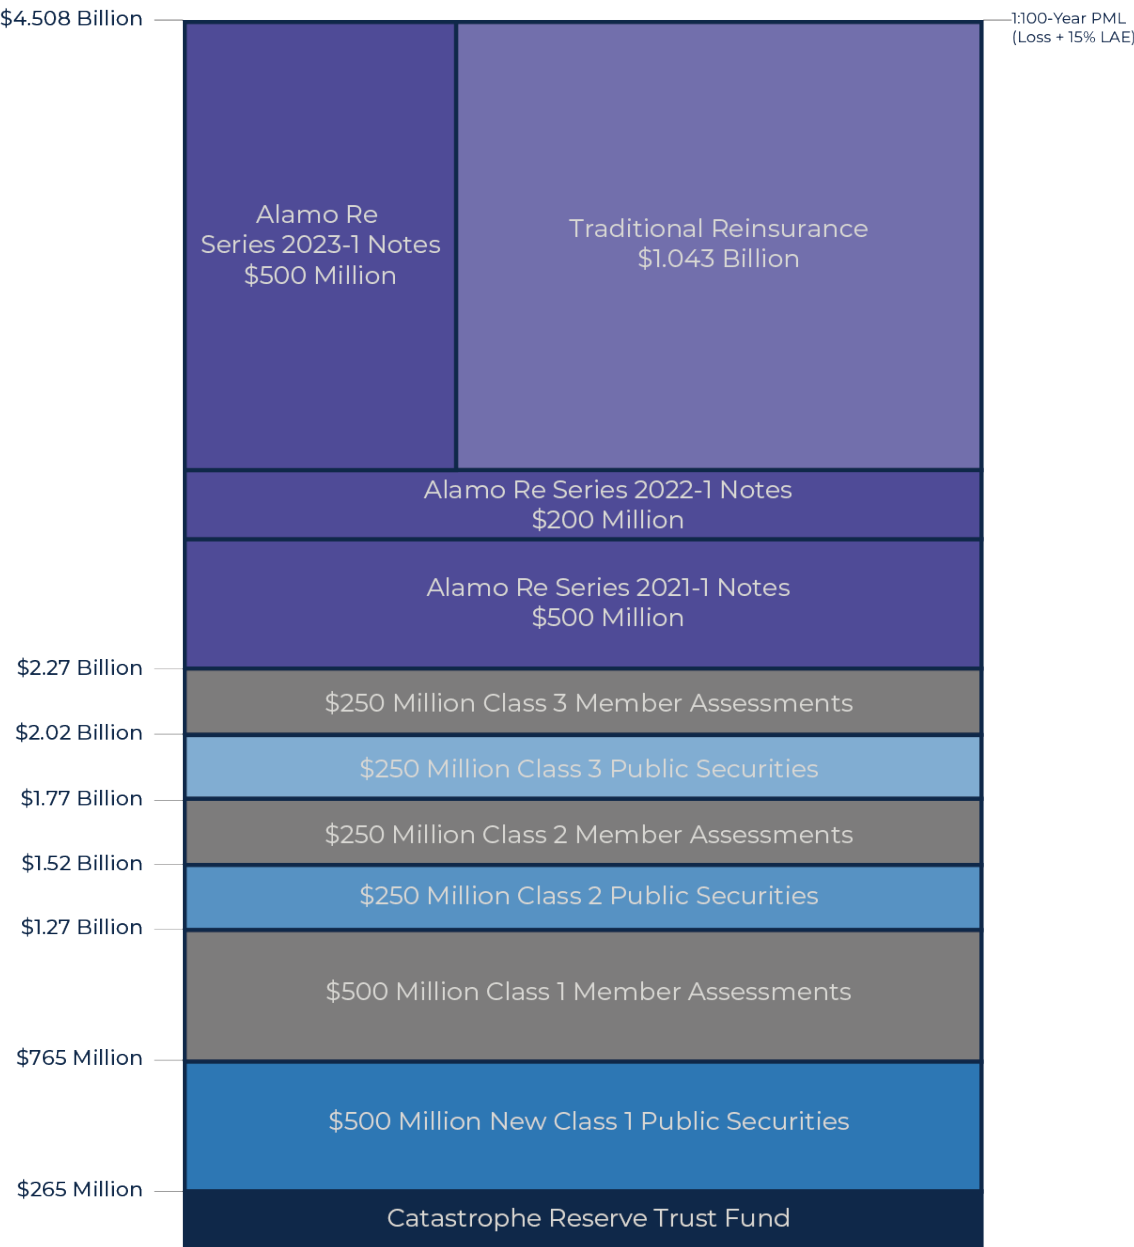 $4.508 Billion
1:100-Year PML
(Loss + 15% LAE)
Alamo Re
Series 2023-1 Notes
$500 Million
Traditional Reinsurance
$1.043 Billion
Alamo Re Series 2022-1 Notes
$200 Million
Alamo Re Series 2021-1 Notes
$500 Million
$2.27 Billion
$250 Million Class 3 Member Assessments
$2.02 Billion
$250 Million Class 3 Public Securities
$1.77 Billion
$250 Million Class 2 Member Assessments
$1.52 Billion
$250 Million Class 2 Public Securities
$1.27 Billion
$500 Million Class 1 Member Assessments
$765 Million
$500 Million New Class 1 Public Securities
$265 Million
Catastrophe Reserve Trust Fund